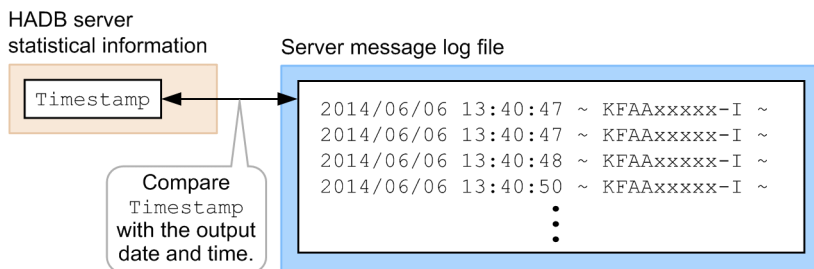 HADB server
statistical information
Server message log file
Timestamp
2014/06/06 13:40:47 ~ KFAAxxxxx-I ~
2014/06/06 13:40:47 ~ KFAAxxxxx-I ~
2014/06/06 13:40:48 ~ KFAAxxxxx-I ~
2014/06/06 13:40:50 ~ KFAAxxxxx-I ~
Compare
Timestamp
with the output
date and time.